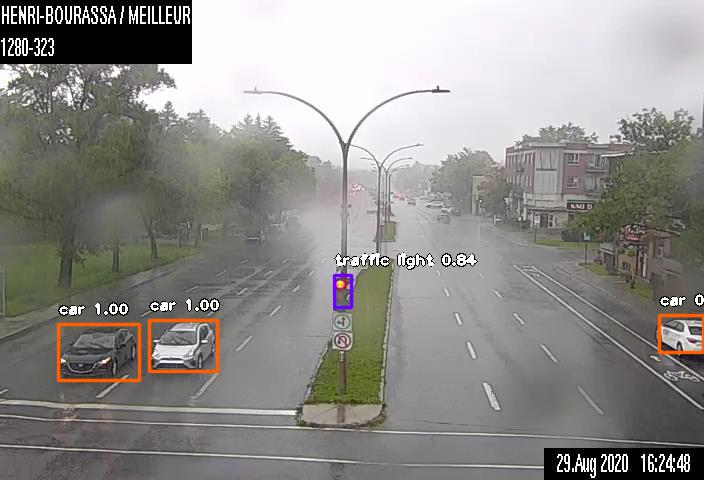 HENRI-BOURASSA / MEILLEUR
1280-323
traffic light 0.84
car 1.00
car 1.00
car 0
29.Aug 2020 16:24:48